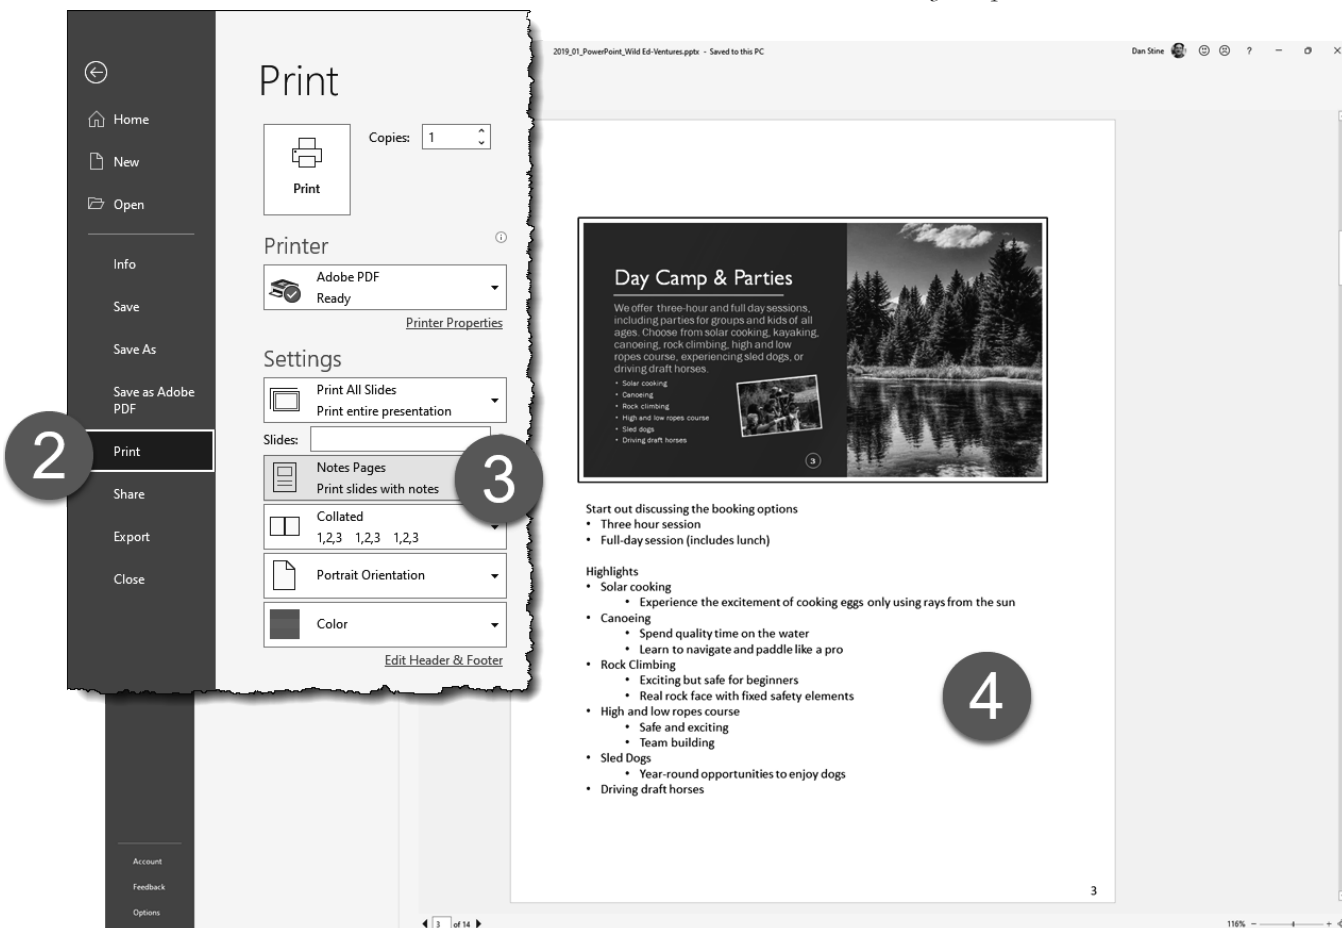 2019_01_PowerPoint_Wild Ed-Ventures.pptx - Saved to this PC
Dan Stine
?
Print
Home
New
Open
Info
Save
Save As
Save as Adobe
PDF
Print
Share
Export
Close
Account
Feedback
Options
2
Copies: 1
Print
Printer
Adobe PDF
Ready
Printer Properties
Settings
Print All Slides
Print entire presentation
Slides:
Notes Pages
Print slides with notes
3
Collated
1,2,3 1,2,3 1,2,3
Portrait Orientation
Color
Edit Header & Footer
Day Camp & Parties
We offer three-hour and full day sessions,
including parties for groups and kids of all
ages. Choose from solar cooking, kayaking,
canoeing, rock climbing, high and low
ropes course, experiencing sled dogs, or
driving draft horses.
• Solar cooking
• Canoeing
• Rock climbing
• High and low ropes course
• Sled dogs
• Driving draft horses
3
Start out discussing the booking options
• Three hour session
• Full-day session (includes lunch)
Highlights
• Solar cooking
• Experience the excitement of cooking eggs only using rays from the sun
• Canoeing
• Spend quality time on the water
• Learn to navigate and paddle like a pro
• Rock Climbing
• Exciting but safe for beginners
• Real rock face with fixed safety elements
• High and low ropes course
• Safe and exciting
• Team building
• Sled Dogs
• Year-round opportunities to enjoy dogs
• Driving draft horses
4
3
3 of 14
116%